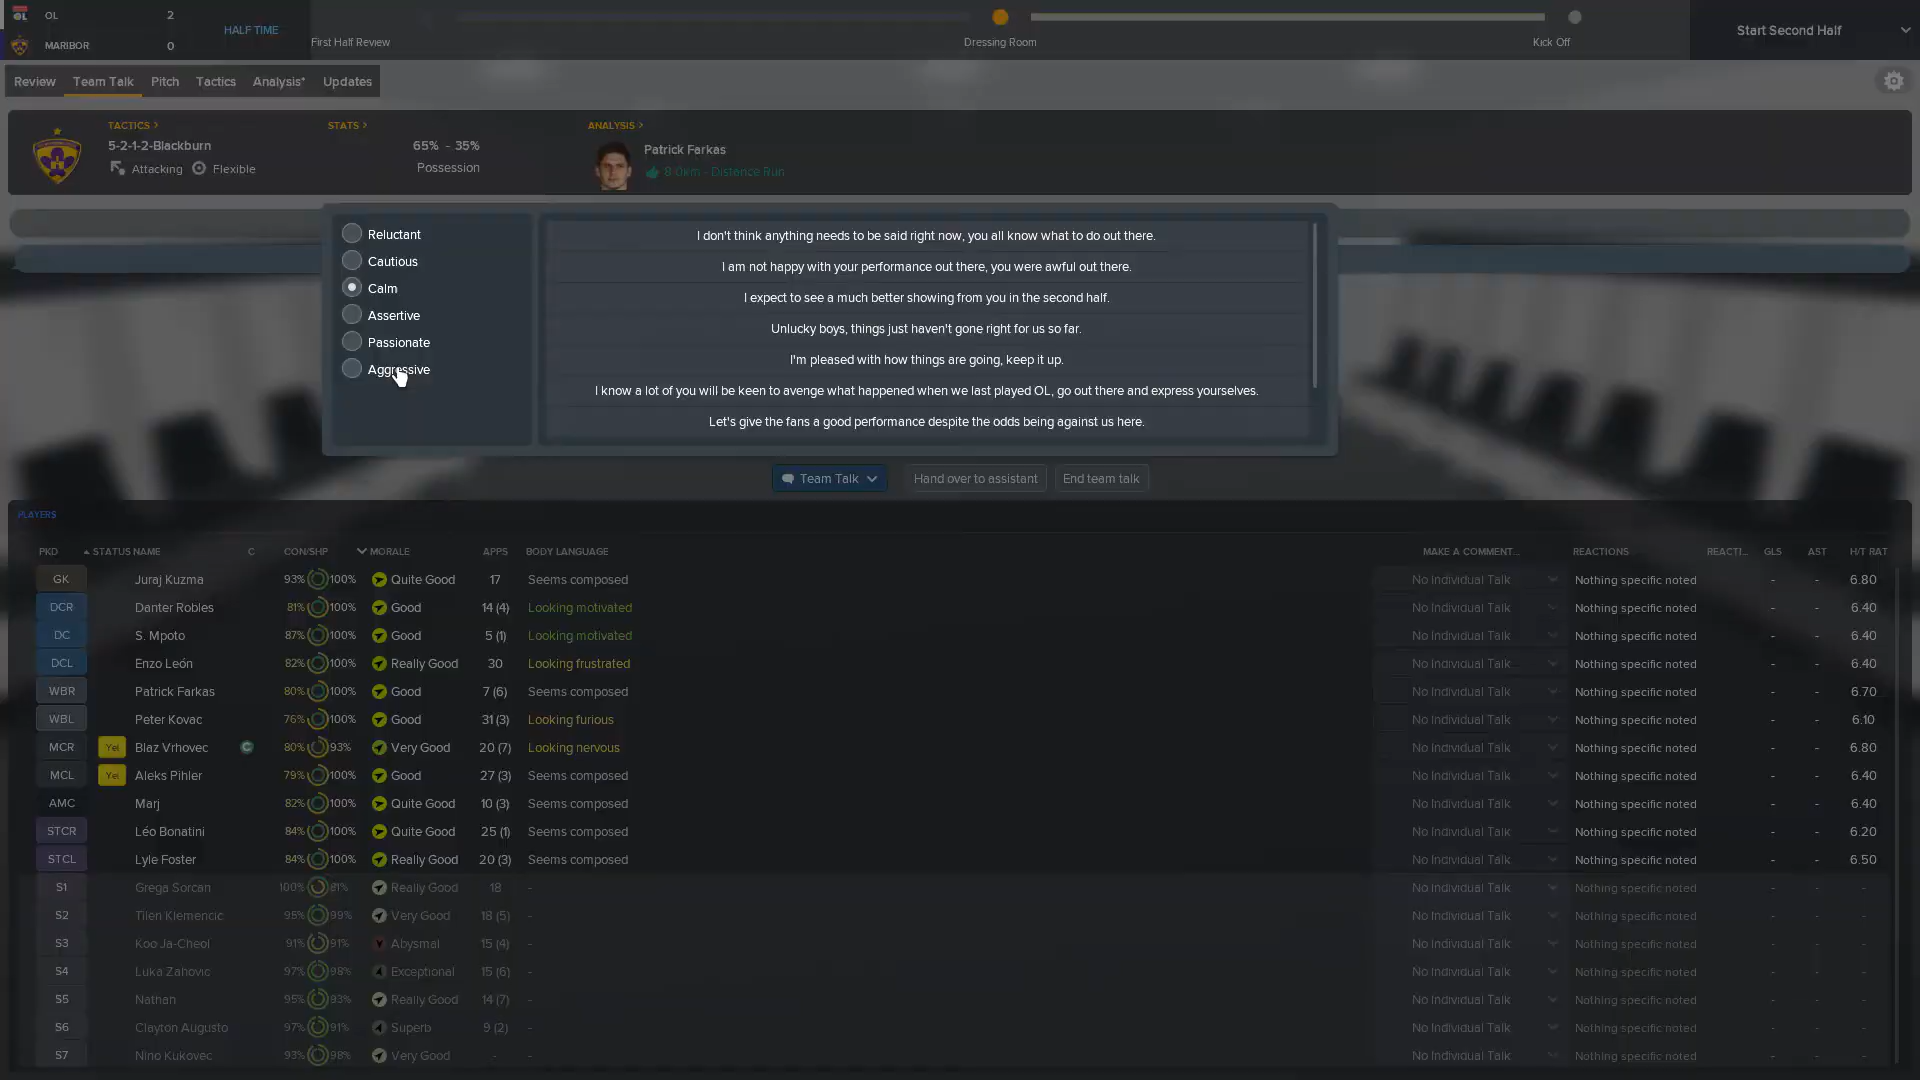 OL 2
MARIBOR 0
HALF TIME
First Half Review
Dressing Room
Kick Off
Start Second Half
Review Team Talk Pitch Tactics Analysis* Updates
TACTICS >
5-2-1-2-Blackburn
Attacking Flexible
STATS >
65% - 35%
Possession
ANALYSIS >
Patrick Farkas
8.0km - Distance Run
Reluctant
Cautious
Calm
Assertive
Passionate
Aggressive
I don't think anything needs to be said right now, you all know what to do out there.
I am not happy with your performance out there, you were awful out there.
I expect to see a much better showing from you in the second half.
Unlucky boys, things just haven't gone right for us so far.
I'm pleased with how things are going, keep it up.
I know a lot of you will be keen to avenge what happened when we last played OL, go out there and express yourselves.
Let's give the fans a good performance despite the odds being against us here.
Team Talk Hand over to assistant End team talk
PLAYERS
PKD STATUS NAME C CON/SHP MORALE APPS BODY LANGUAGE MAKE A COMMENT... REACTIONS REACTI... GLS AST H/T RAT
GK Juraj Kuzma 93% 100% Quite Good 17 Seems composed No Individual Talk Nothing specific noted - - 6.80
DCR Danter Robles 81% 100% Good 14 (4) Looking motivated No Individual Talk Nothing specific noted - - 6.40
DC S. Mpoto 87% 100% Good 5 (1) Looking motivated No Individual Talk Nothing specific noted - - 6.40
DCL Enzo León 82% 100% Really Good 30 Looking frustrated No Individual Talk Nothing specific noted - - 6.40
WBR Patrick Farkas 80% 100% Good 7 (6) Seems composed No Individual Talk Nothing specific noted - - 6.70
WBL Peter Kovac 76% 100% Good 31 (3) Looking furious No Individual Talk Nothing specific noted - - 6.10
MCR Yel Blaz Vrhovec C 80% 93% Very Good 20 (7) Looking nervous No Individual Talk Nothing specific noted - - 6.80
MCL Yel Aleks Pihler 79% 100% Good 27 (3) Seems composed No Individual Talk Nothing specific noted - - 6.40
AMC Marj 82% 100% Quite Good 10 (3) Seems composed No Individual Talk Nothing specific noted - - 6.40
STCR Léo Bonatini 84% 100% Quite Good 25 (1) Seems composed No Individual Talk Nothing specific noted - - 6.20
STCL Lyle Foster 84% 100% Really Good 20 (3) Seems composed No Individual Talk Nothing specific noted - - 6.50
S1 Grega Sorcan 100% 81% Really Good 18 - No Individual Talk Nothing specific noted - - -
S2 Tilen Klemencic 95% 99% Very Good 18 (5) - No Individual Talk Nothing specific noted - - -
S3 Koo Ja-Cheol 91% 91% Abysmal 15 (4) - No Individual Talk Nothing specific noted - - -
S4 Luka Zahovic 97% 98% Exceptional 15 (6) - No Individual Talk Nothing specific noted - - -
S5 Nathan 95% 93% Really Good 14 (7) - No Individual Talk Nothing specific noted - - -
S6 Clayton Augusto 97% 91% Superb 9 (2) - No Individual Talk Nothing specific noted - - -
S7 Nino Kukovec 93% 98% Very Good - - No Individual Talk Nothing specific noted - - -